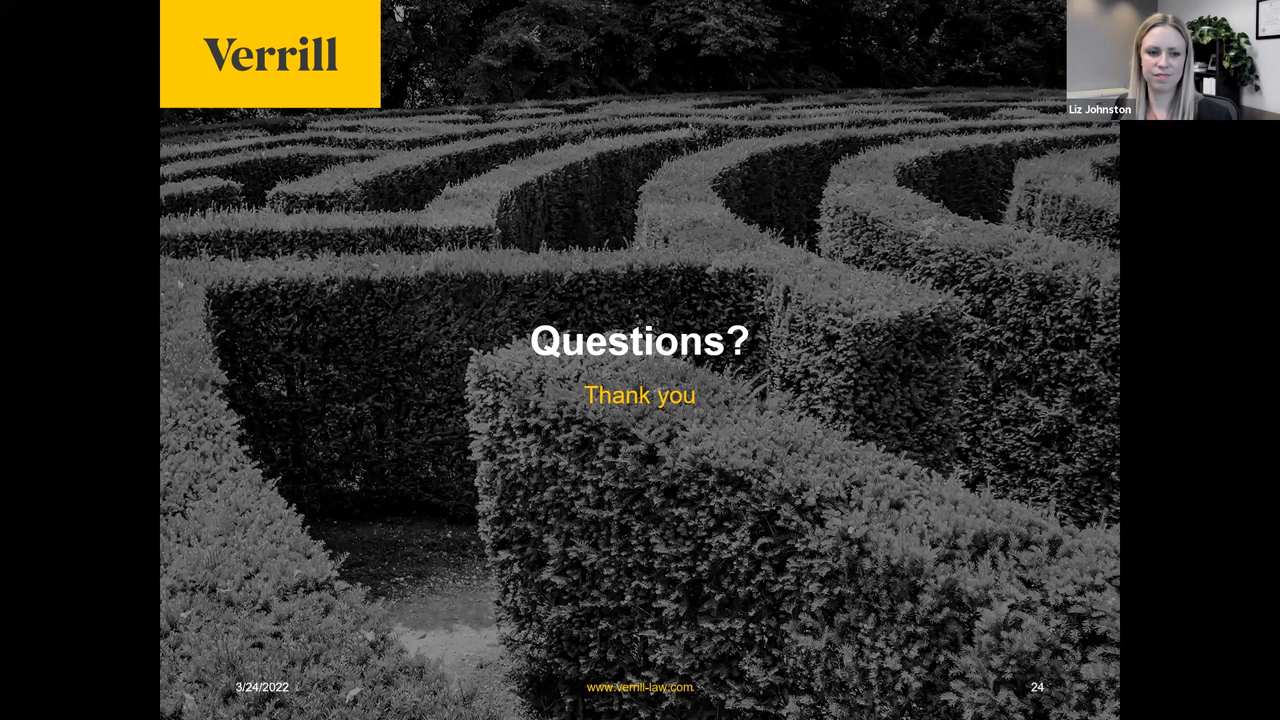 Verrill
Liz Johnston
Questions?
Thank you
3/24/2022
www.verrill-law.com
24